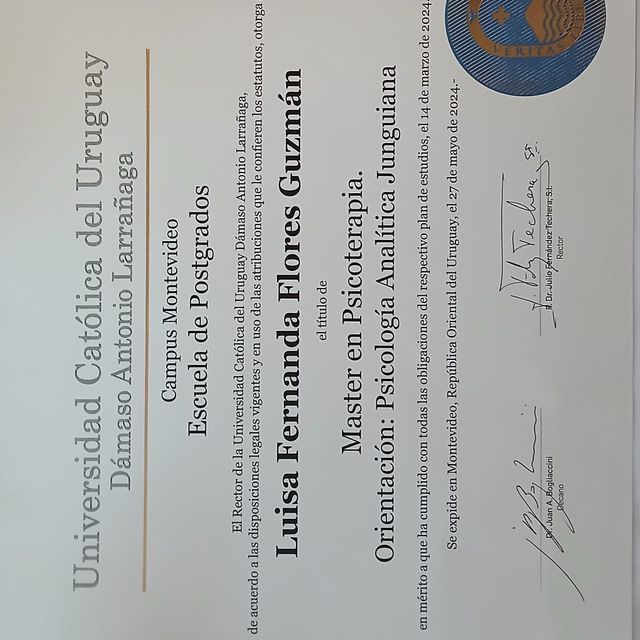 Universidad Católica del Uruguay
Dámaso Antonio Larrañaga
Campus Montevideo
Escuela de Postgrados
El Rector de la Universidad Católica del Uruguay Dámaso Antonio Larrañaga,
de acuerdo a las disposiciones legales vigentes y en uso de las atribuciones que le confieren los estatutos, otorga
Luisa Fernanda Flores Guzmán
el título de
Master en Psicoterapia.
Orientación: Psicología Analítica Junguiana
en mérito a que ha cumplido con todas las obligaciones del respectivo plan de estudios, el 14 de marzo de 2024.
Se expide en Montevideo, República Oriental del Uruguay, el 27 de mayo de 2024.-
Dr. Juan A. Bogliaccini
Decano
P. Dr. Julio Fernández Techera, S.I.
Rector
VERITAS